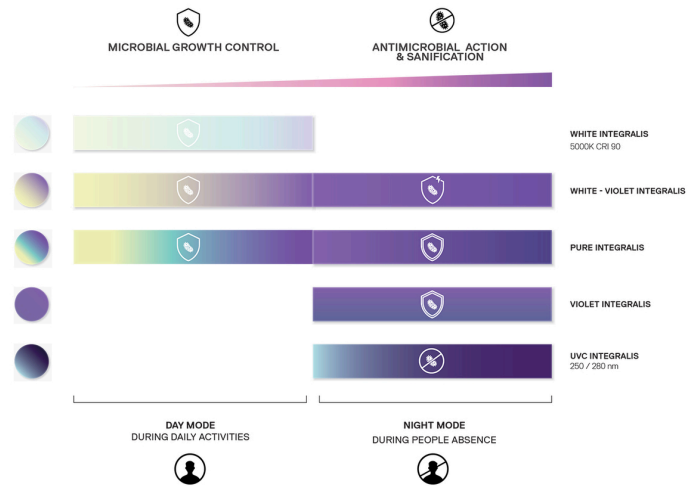 MICROBIAL GROWTH CONTROL
ANTIMICROBIAL ACTION
& SANIFICATION
WHITE INTEGRALIS
5000K CRI 90
WHITE - VIOLET INTEGRALIS
PURE INTEGRALIS
VIOLET INTEGRALIS
UVC INTEGRALIS
250 / 280 nm
DAY MODE
DURING DAILY ACTIVITIES
NIGHT MODE
DURING PEOPLE ABSENCE